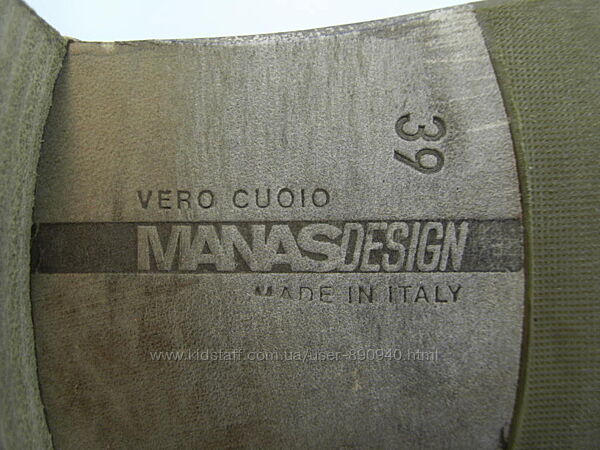 39
VERO CUOIO
MANASDESIGN
MADE IN ITALY
www.kidstaff.com.ua/user-890940.html